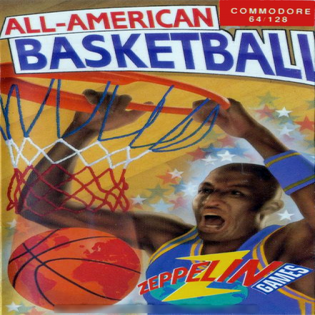 ALL-AMERICAN
BASKETBALL
COMMODORE
64/128
ZEPPELIN
GAMES